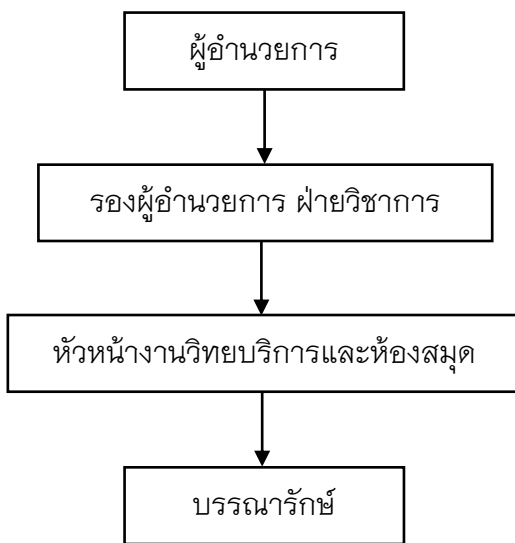 ผู้อำนวยการ
รองผู้อำนวยการ ฝ่ายวิชาการ
หัวหน้างานวิทยบริการและห้องสมุด
บรรณารักษ์